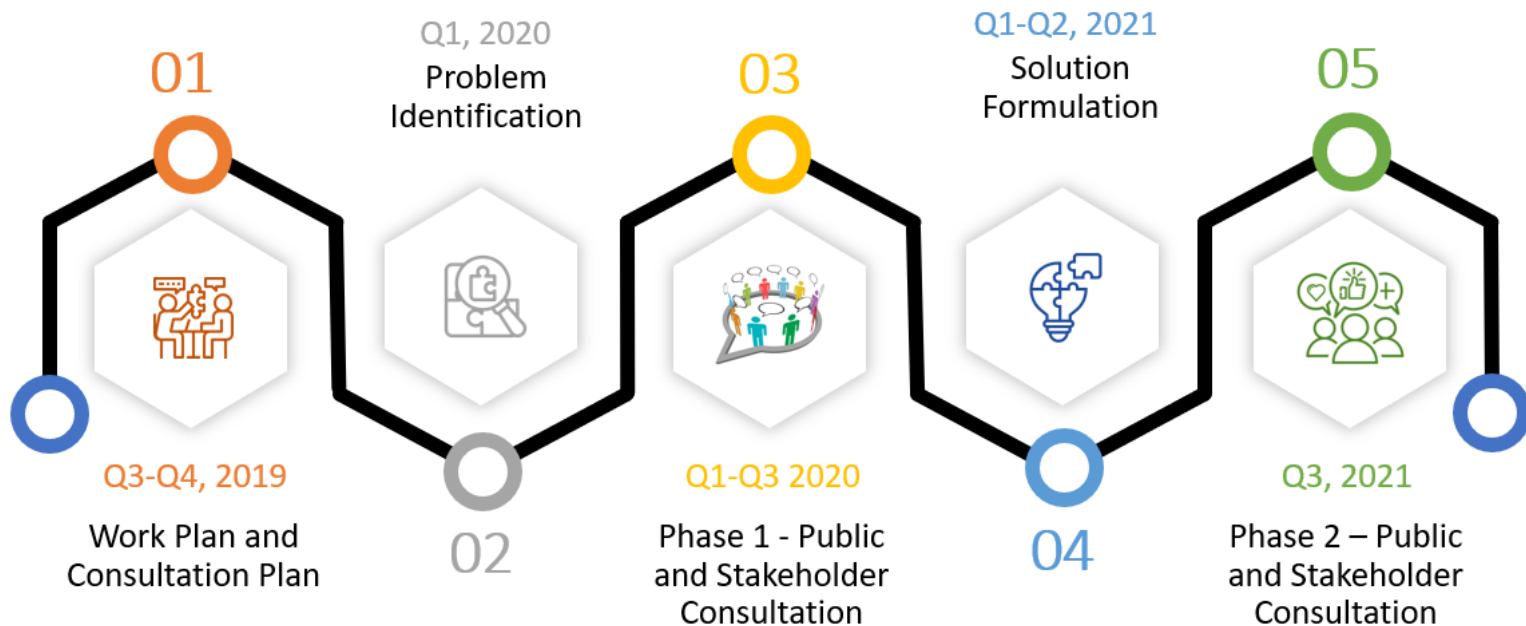 01
Q3-Q4, 2019
Work Plan and
Consultation Plan
Q1, 2020
Problem
Identification
02
03
Q1-Q3 2020
Phase 1 - Public
and Stakeholder
Consultation
Q1-Q2, 2021
Solution
Formulation
04
05
Q3, 2021
Phase 2 – Public
and Stakeholder
Consultation